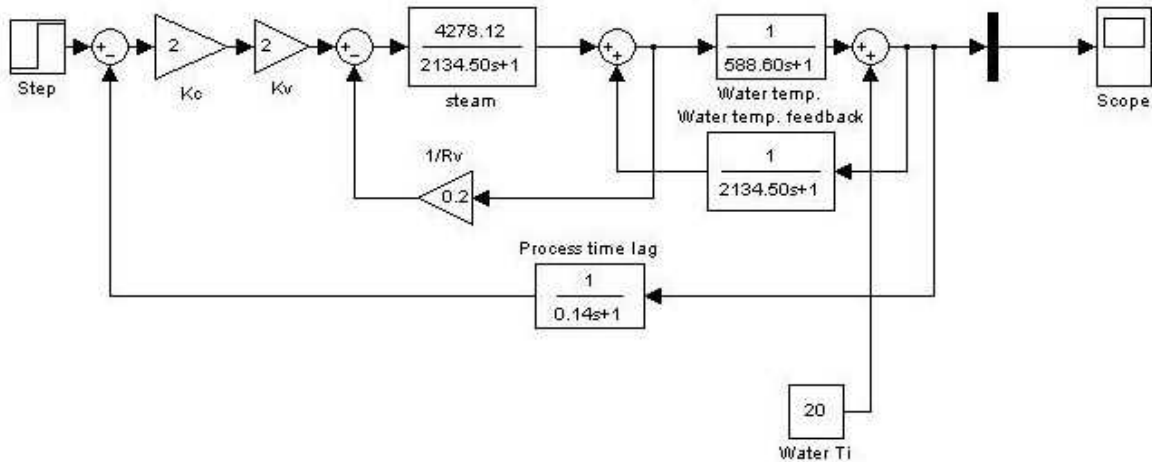 Step
+
−
2
Kc
2
Kv
+
−
4278.12
2134.50s+1
steam
+
+
1
588.60s+1
Water temp.
+
+
Scope
Water temp. feedback
1
2134.50s+1
1/Rv
0.2
Process time lag
1
0.14s+1
20
Water Ti